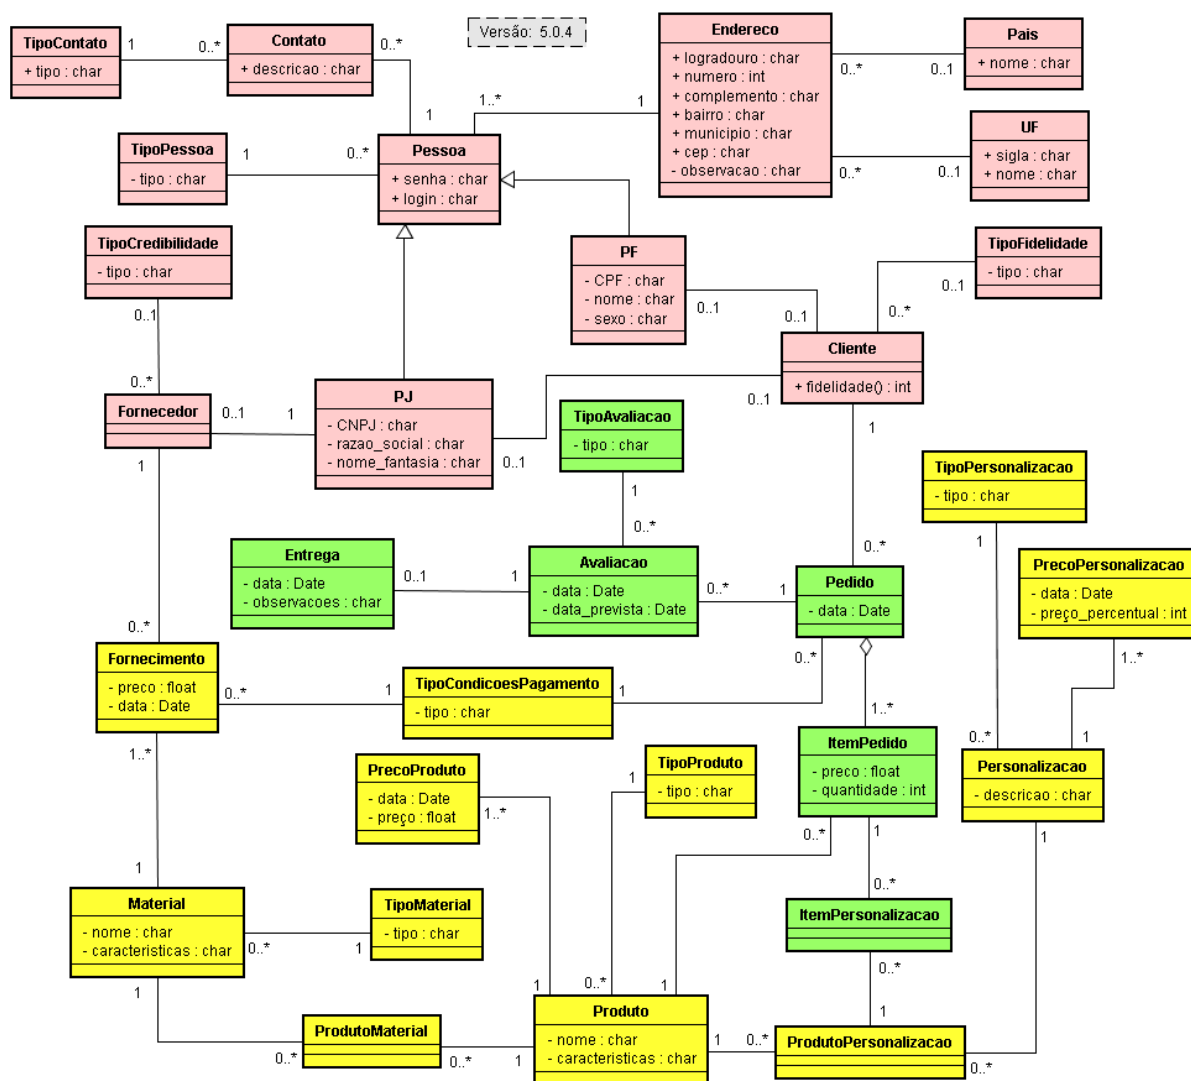 Versão: 5.0.4
TipoContato
+ tipo : char
1
0..*
Contato
+ descricao : char
0..*
1
Endereco
+ logradouro : char
+ numero : int
+ complemento : char
+ bairro : char
+ municipio : char
+ cep : char
- observacao : char
0..*
0..1
Pais
+ nome : char
0..*
0..1
UF
+ sigla : char
+ nome : char
1..*
1
TipoPessoa
- tipo : char
1
0..*
Pessoa
+ senha : char
+ login : char
TipoCredibilidade
- tipo : char
0..1
0..*
PF
- CPF : char
- nome : char
- sexo : char
0..1
0..1
TipoFidelidade
- tipo : char
0..1
0..*
Cliente
+ fidelidade() : int
0..1
1
Fornecedor
0..1
1
1
PJ
- CNPJ : char
- razao_social : char
- nome_fantasia : char
0..1
TipoAvaliacao
- tipo : char
1
0..*
TipoPersonalizacao
- tipo : char
1
0..*
Entrega
- data : Date
- observacoes : char
0..1
1
Avaliacao
- data : Date
- data_prevista : Date
0..*
1
0..*
Pedido
- data : Date
0..*
1..*
PrecoPersonalizacao
- data : Date
- preço_percentual : int
1..*
1
0..*
Fornecimento
- preco : float
- data : Date
0..*
1
1..*
TipoCondicoesPagamento
- tipo : char
1
PrecoProduto
- data : Date
- preço : float
1..*
TipoProduto
- tipo : char
1
ItemPedido
- preco : float
- quantidade : int
0..*
1
0..*
Personalizacao
- descricao : char
1
1
Material
- nome : char
- caracteristicas : char
0..*
1
1
TipoMaterial
- tipo : char
ItemPersonalizacao
0..*
1
ProdutoMaterial
0..*
0..*
1
1
0..*
1
Produto
- nome : char
- caracteristicas : char
1
0..*
ProdutoPersonalizacao
0..*